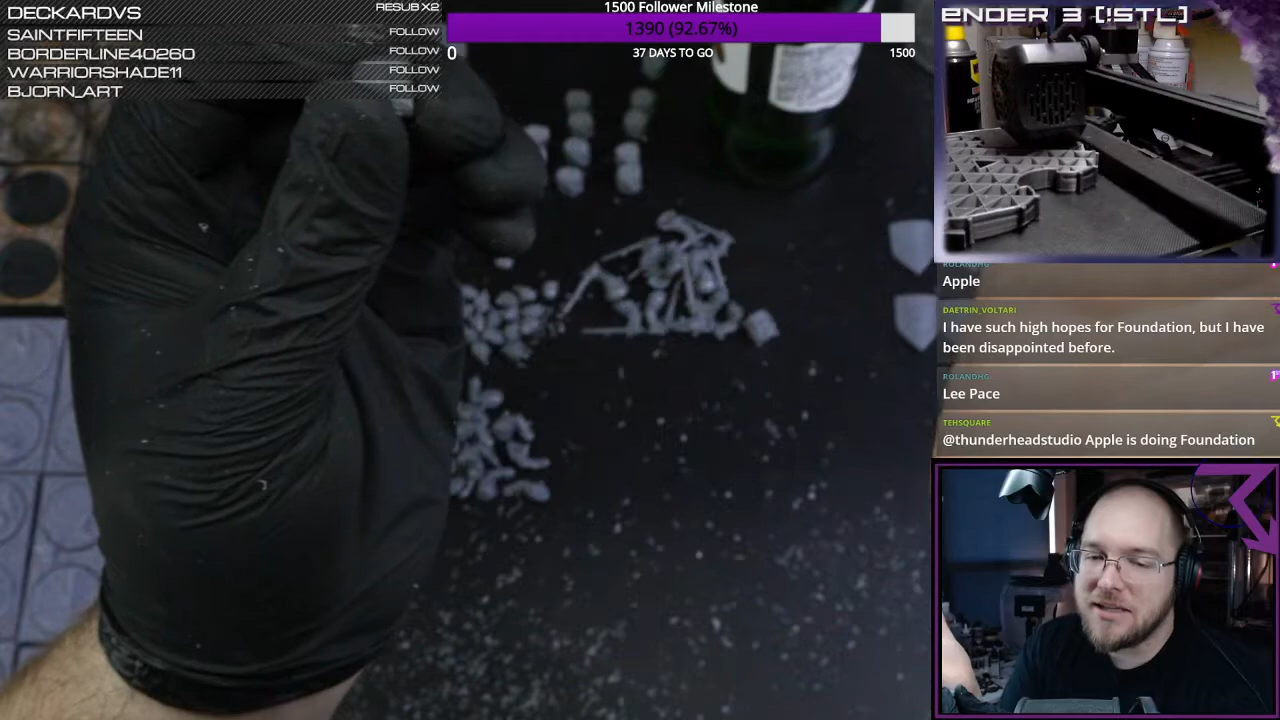 DECKARDVS RESUB X2
SAINTFIFTEEN FOLLOW
BORDERLINE40260 FOLLOW
WARRIORSHADE11 FOLLOW
BJORN_ART FOLLOW
1500 Follower Milestone
1390 (92.67%)
0 37 DAYS TO GO 1500
ENDER 3 [!STL]
ROLANDHG
Apple
DAETRIN_VOLTARI
I have such high hopes for Foundation, but I have
been disappointed before.
ROLANDHG
Lee Pace
TEHSQUARE
@thunderheadstudio Apple is doing Foundation